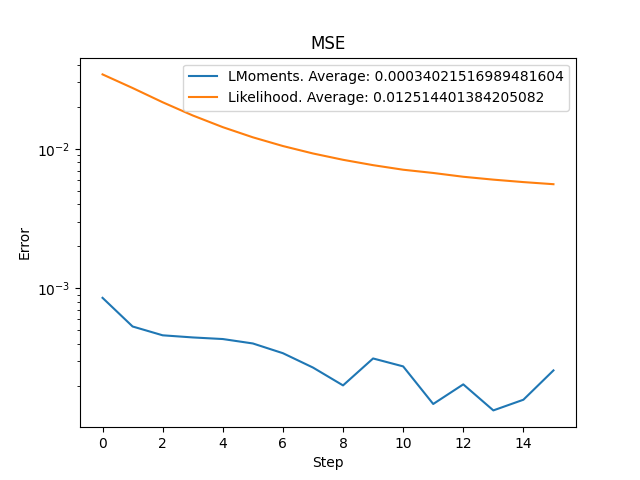 MSE
LMoments. Average: 0.00034021516989481604
Likelihood. Average: 0.012514401384205082
10⁻²
10⁻³
Error
0 2 4 6 8 10 12 14
Step